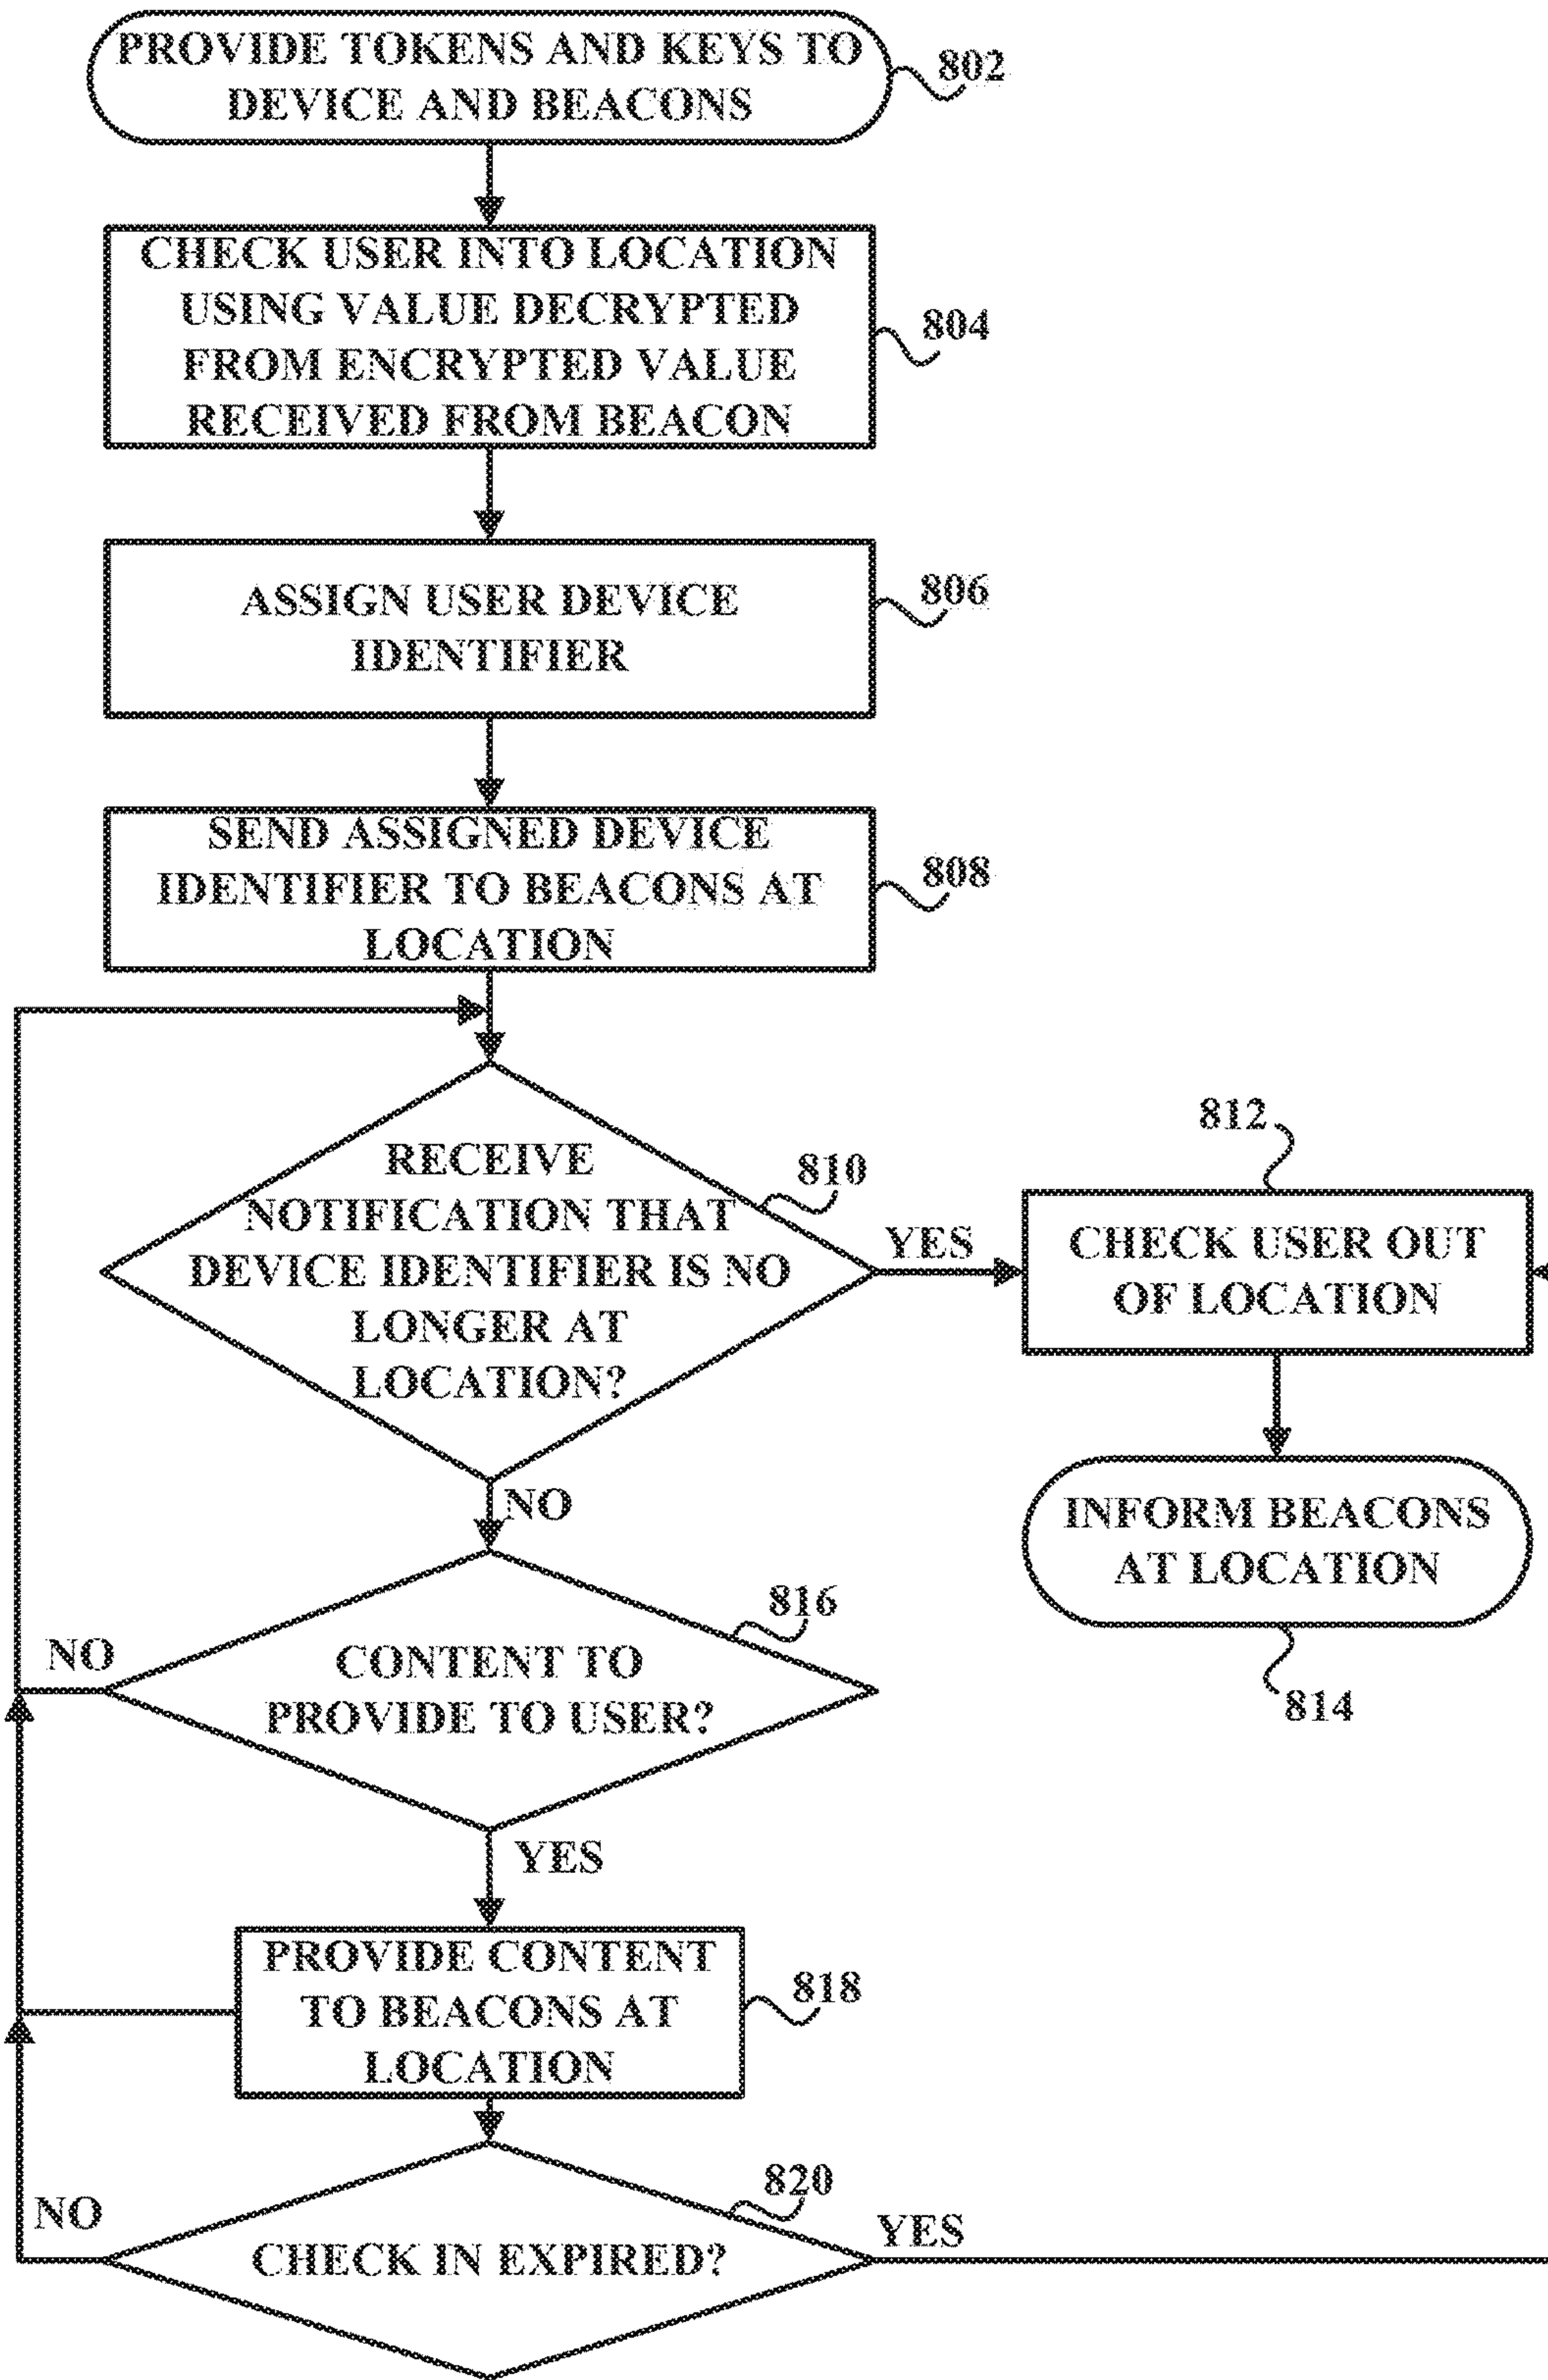 PROVIDE TOKENS AND KEYS TO
DEVICE AND BEACONS
802
CHECK USER INTO LOCATION
USING VALUE DECRYPTED
FROM ENCRYPTED VALUE
RECEIVED FROM BEACON
804
ASSIGN USER DEVICE
IDENTIFIER
806
SEND ASSIGNED DEVICE
IDENTIFIER TO BEACONS AT
LOCATION
808
RECEIVE
NOTIFICATION THAT
DEVICE IDENTIFIER IS NO
LONGER AT
LOCATION?
810
YES
812
CHECK USER OUT
OF LOCATION
INFORM BEACONS
AT LOCATION
814
NO
CONTENT TO
PROVIDE TO USER?
816
NO
YES
PROVIDE CONTENT
TO BEACONS AT
LOCATION
818
CHECK IN EXPIRED?
820
NO
YES